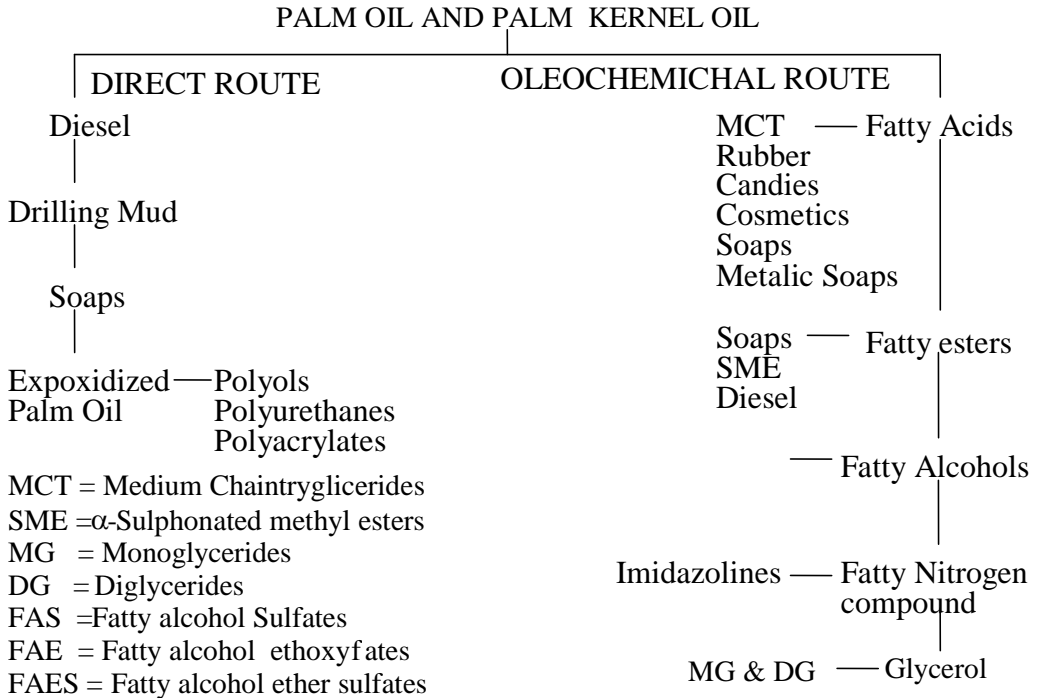 PALM OIL AND PALM KERNEL OIL
DIRECT ROUTE
Diesel
Drilling Mud
Soaps
Expoxidized
Palm Oil
Polyols
Polyurethanes
Polyacrylates
OLEOCHEMICHAL ROUTE
MCT
Rubber
Candies
Cosmetics
Soaps
Metalic Soaps
Fatty Acids
Soaps
SME
Diesel
Fatty esters
Fatty Alcohols
Imidazolines
Fatty Nitrogen
compound
MG & DG
Glycerol
MCT = Medium Chaintryglicerides
SME =α-Sulphonated methyl esters
MG = Monoglycerides
DG = Diglycerides
FAS =Fatty alcohol Sulfates
FAE = Fatty alcohol ethoxyfates
FAES = Fatty alcohol ether sulfates